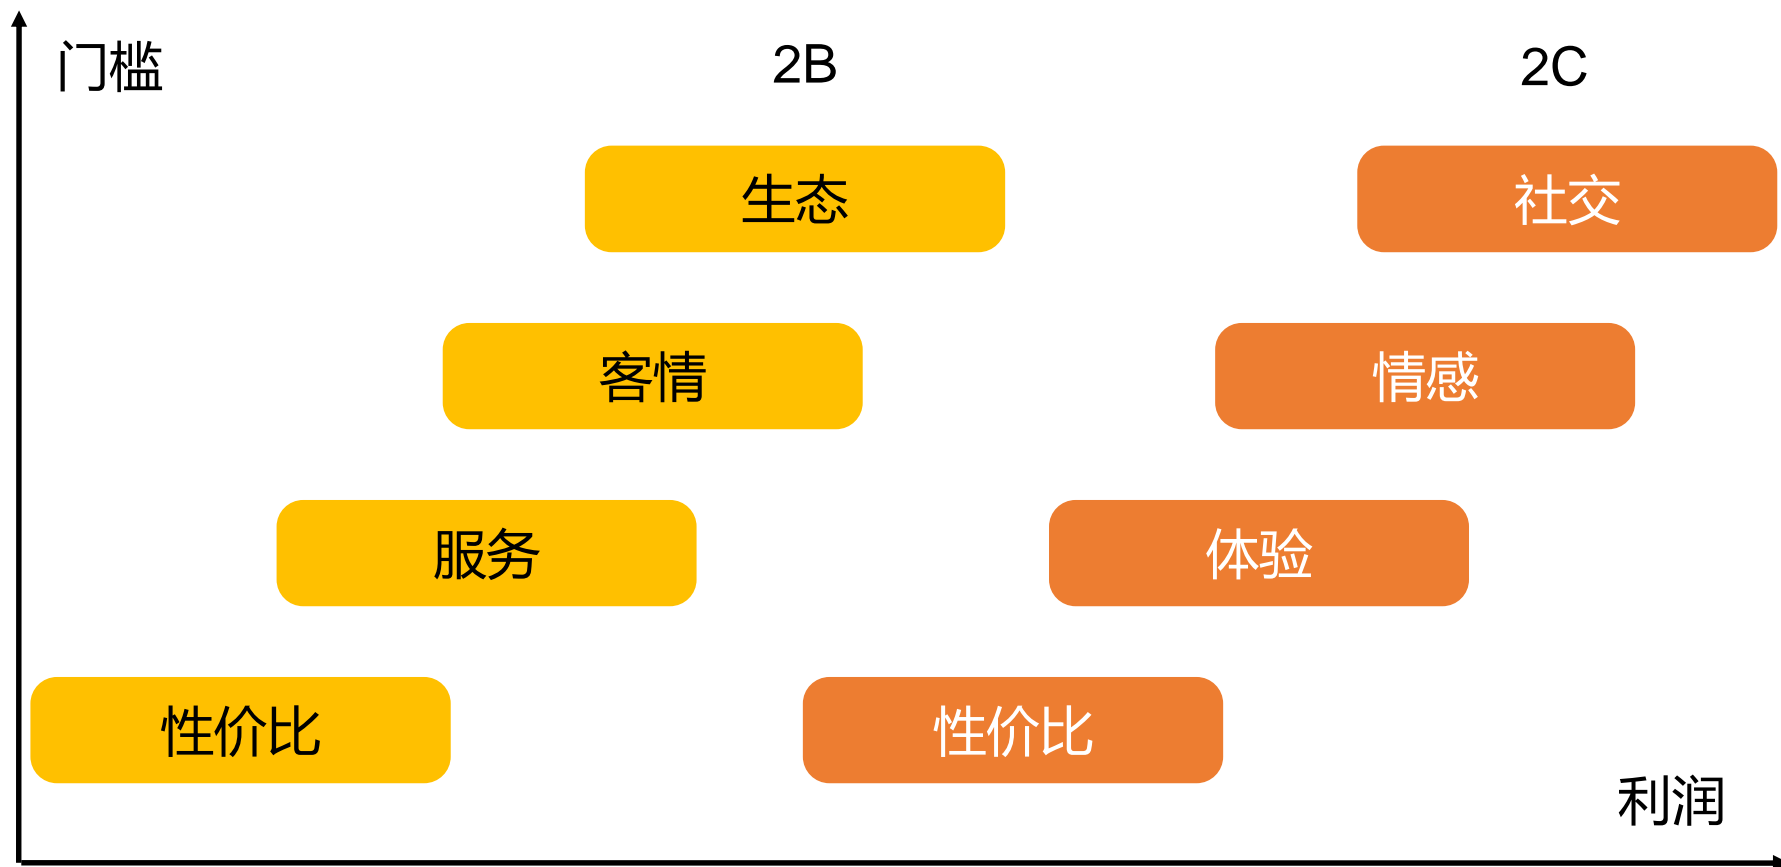 门槛 2B 2C
生态 社交
客情 情感
服务 体验
性价比 性价比
利润